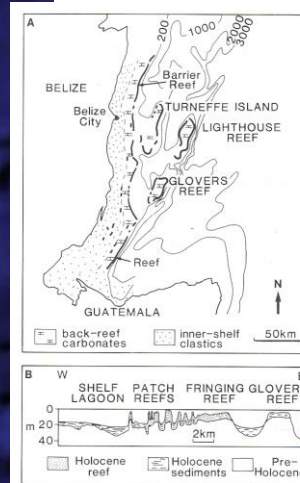 A
200
1000
2000
3000
BELIZE
Barrier
Reef
Belize
City
TURNEFFE ISLAND
LIGHTHOUSE
REEF
GLOVERS
REEF
Reef
GUATEMALA
N
back-reef
carbonates
inner-shelf
clastics
50km
B W
SHELF PATCH FRINGING GLOVER
LAGOON REEFS REEF REEF
0
m 20
40
2km
Holocene
reef
Holocene
sediments
Pre-
Holocene